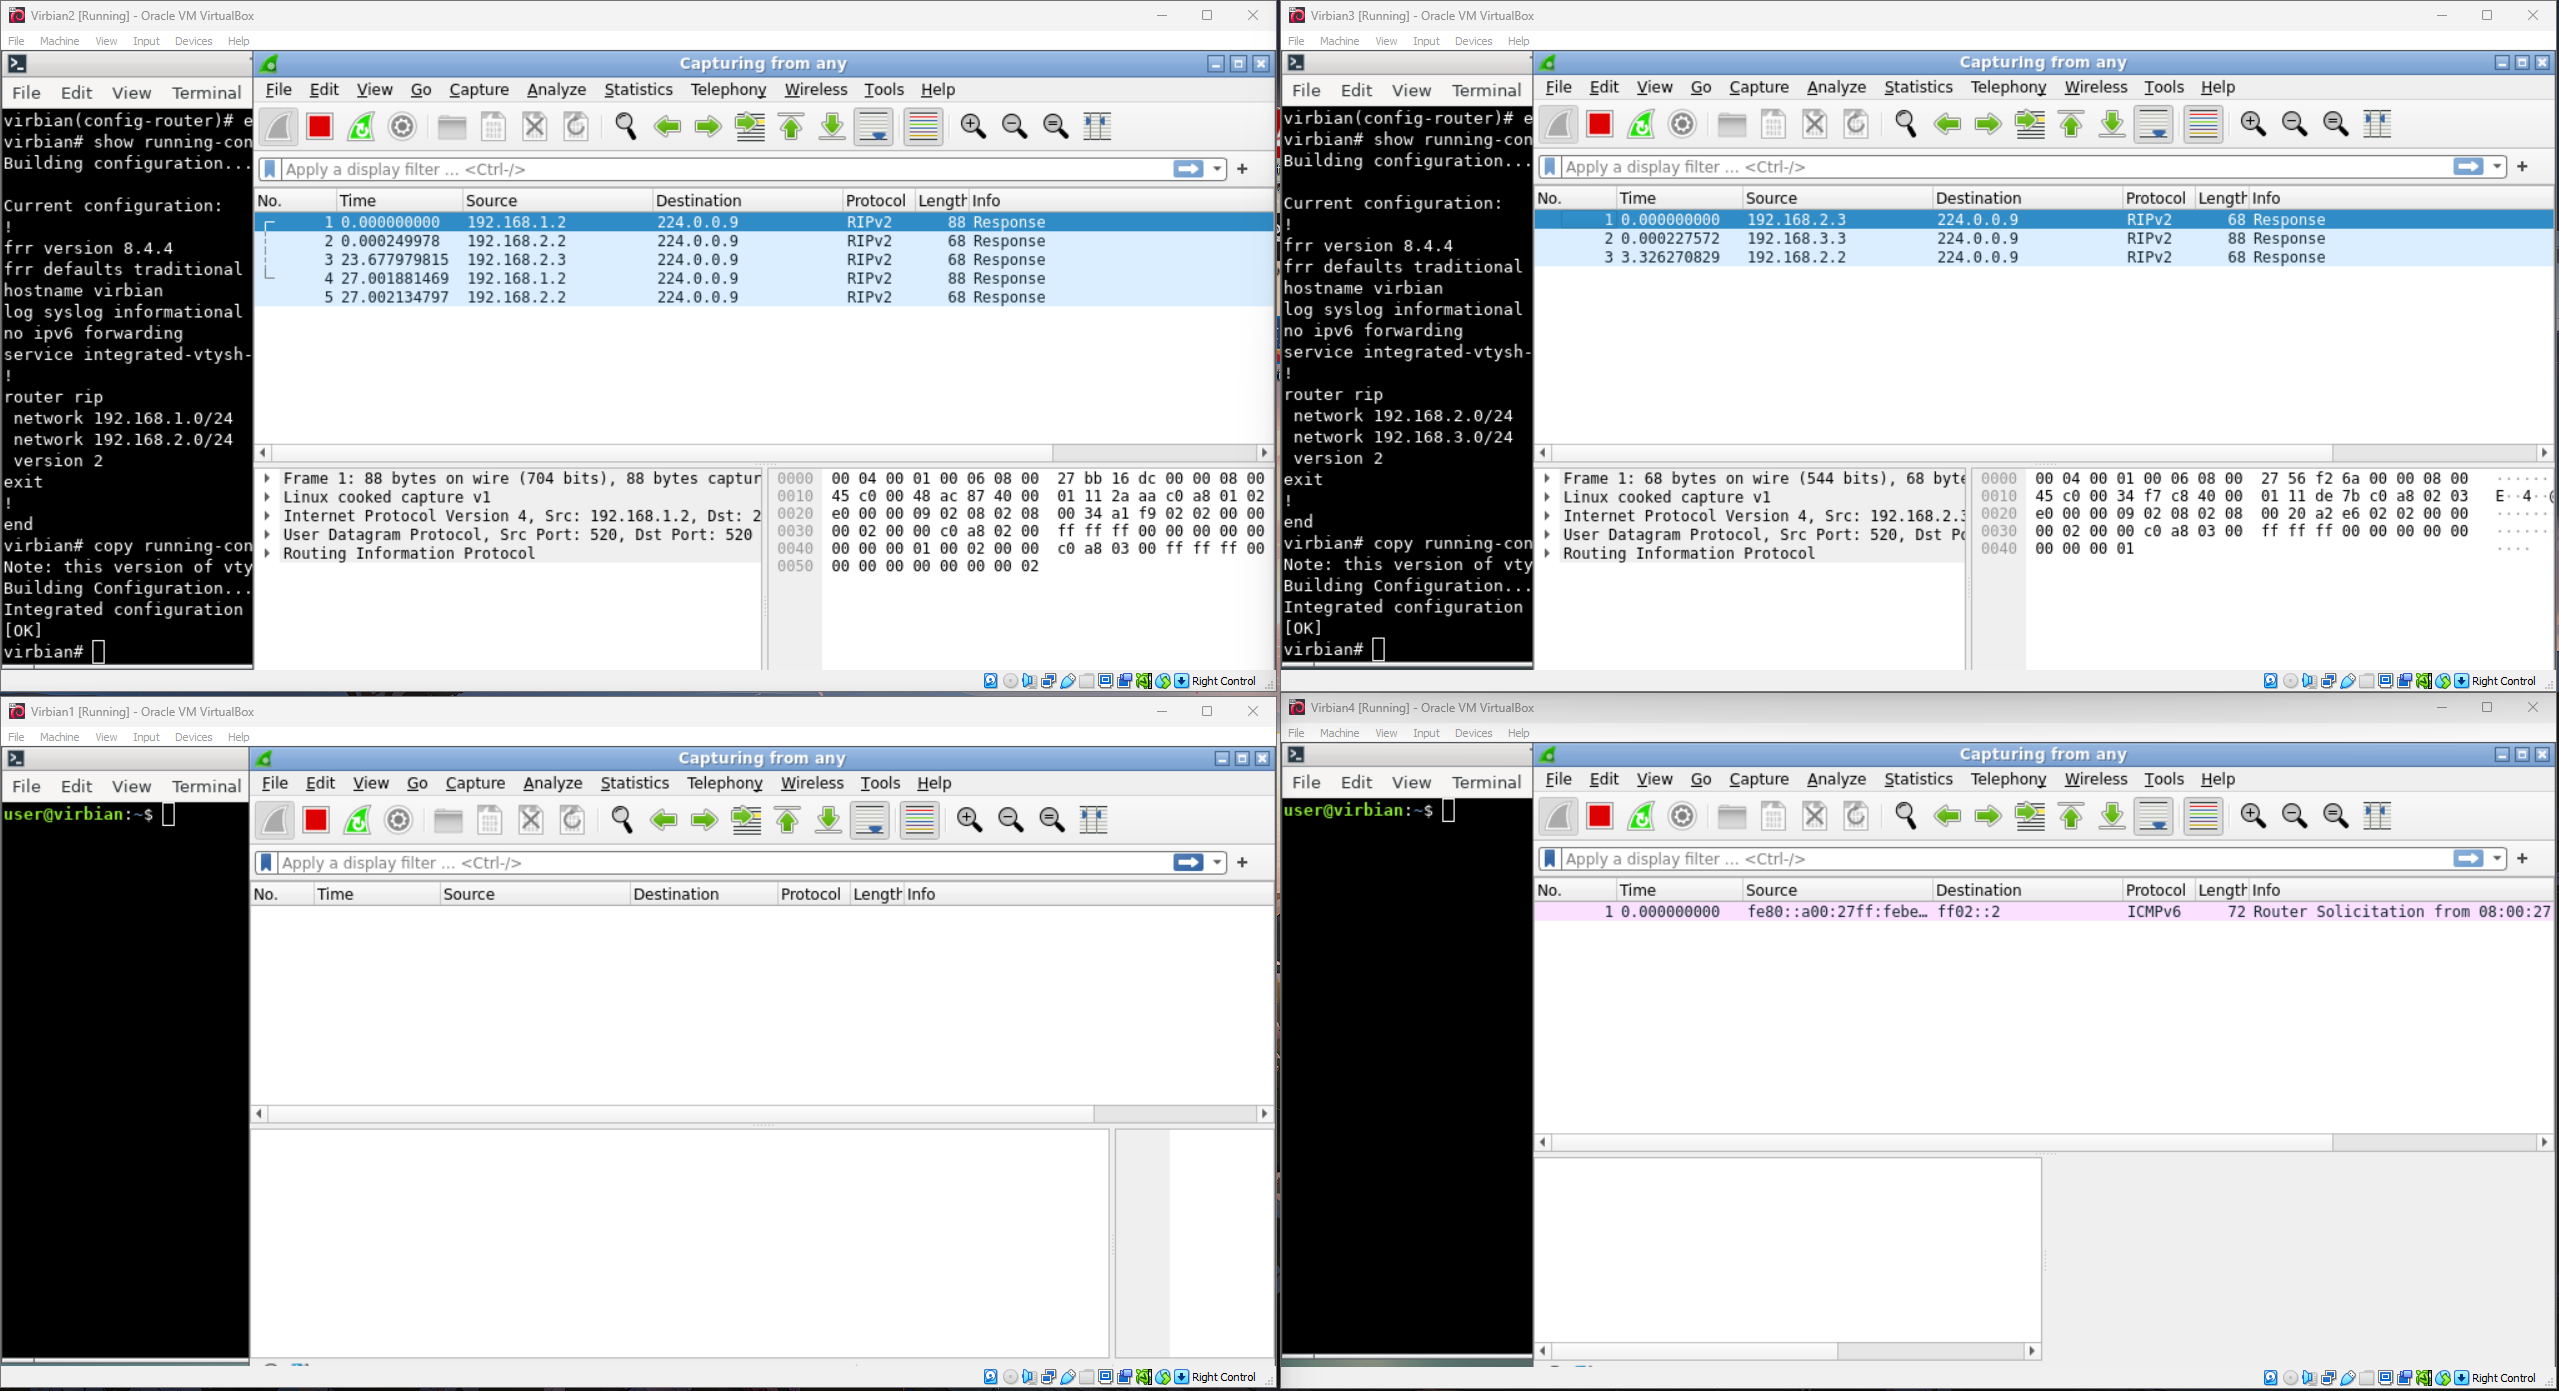 Virbian2 [Running] - Oracle VM VirtualBox
File Machine View Input Devices Help
File Edit View Terminal
virbian(config-router)# e
virbian# show running-con
Building configuration...
Current configuration:
!
frr version 8.4.4
frr defaults traditional
hostname virbian
log syslog informational
no ipv6 forwarding
service integrated-vtysh-
!
router rip
network 192.168.1.0/24
network 192.168.2.0/24
version 2
exit
!
end
virbian# copy running-con
Note: this version of vty
Building Configuration...
Integrated configuration
[OK]
virbian#
Capturing from any
File Edit View Go Capture Analyze Statistics Telephony Wireless Tools Help
Apply a display filter ... <Ctrl-/>
No. Time Source Destination Protocol Length Info
1 0.000000000 192.168.1.2 224.0.0.9 RIPv2 88 Response
2 0.000249978 192.168.2.2 224.0.0.9 RIPv2 68 Response
3 23.677979815 192.168.2.3 224.0.0.9 RIPv2 68 Response
4 27.001881469 192.168.1.2 224.0.0.9 RIPv2 88 Response
5 27.002134797 192.168.2.2 224.0.0.9 RIPv2 68 Response
Frame 1: 88 bytes on wire (704 bits), 88 bytes captur
Linux cooked capture v1
Internet Protocol Version 4, Src: 192.168.1.2, Dst: 2
User Datagram Protocol, Src Port: 520, Dst Port: 520
Routing Information Protocol
0000 00 04 00 01 00 06 08 00 27 bb 16 dc 00 00 08 00
0010 45 c0 00 48 ac 87 40 00 01 11 2a aa c0 a8 01 02
0020 e0 00 00 09 02 08 02 08 00 34 a1 f9 02 02 00 00
0030 00 02 00 00 c0 a8 02 00 ff ff ff 00 00 00 00 00
0040 00 00 00 01 00 02 00 00 c0 a8 03 00 ff ff ff 00
0050 00 00 00 00 00 00 00 02
Right Control
Virbian3 [Running] - Oracle VM VirtualBox
File Machine View Input Devices Help
File Edit View Terminal
virbian(config-router)# e
virbian# show running-con
Building configuration...
Current configuration:
!
frr version 8.4.4
frr defaults traditional
hostname virbian
log syslog informational
no ipv6 forwarding
service integrated-vtysh-
!
router rip
network 192.168.2.0/24
network 192.168.3.0/24
version 2
exit
!
end
virbian# copy running-con
Note: this version of vty
Building Configuration...
Integrated configuration
[OK]
virbian#
Capturing from any
File Edit View Go Capture Analyze Statistics Telephony Wireless Tools Help
Apply a display filter ... <Ctrl-/>
No. Time Source Destination Protocol Length Info
1 0.000000000 192.168.2.3 224.0.0.9 RIPv2 68 Response
2 0.000227572 192.168.3.3 224.0.0.9 RIPv2 88 Response
3 3.326270829 192.168.2.2 224.0.0.9 RIPv2 68 Response
Frame 1: 68 bytes on wire (544 bits), 68 byte
Linux cooked capture v1
Internet Protocol Version 4, Src: 192.168.2.3
User Datagram Protocol, Src Port: 520, Dst Po
Routing Information Protocol
0000 00 04 00 01 00 06 08 00 27 56 f2 6a 00 00 08 00 ······
0010 45 c0 00 34 f7 c8 40 00 01 11 de 7b c0 a8 02 03 E··4··@
0020 e0 00 00 09 02 08 02 08 00 20 a2 e6 02 02 00 00 ······
0030 00 02 00 00 c0 a8 03 00 ff ff ff 00 00 00 00 00 ······
0040 00 00 00 01 ····
Right Control
Virbian1 [Running] - Oracle VM VirtualBox
File Machine View Input Devices Help
File Edit View Terminal
user@virbian:~$
Capturing from any
File Edit View Go Capture Analyze Statistics Telephony Wireless Tools Help
Apply a display filter ... <Ctrl-/>
No. Time Source Destination Protocol Length Info
Right Control
Virbian4 [Running] - Oracle VM VirtualBox
File Machine View Input Devices Help
File Edit View Terminal
user@virbian:~$
Capturing from any
File Edit View Go Capture Analyze Statistics Telephony Wireless Tools Help
Apply a display filter ... <Ctrl-/>
No. Time Source Destination Protocol Length Info
1 0.000000000 fe80::a00:27ff:febe… ff02::2 ICMPv6 72 Router Solicitation from 08:00:27
Right Control